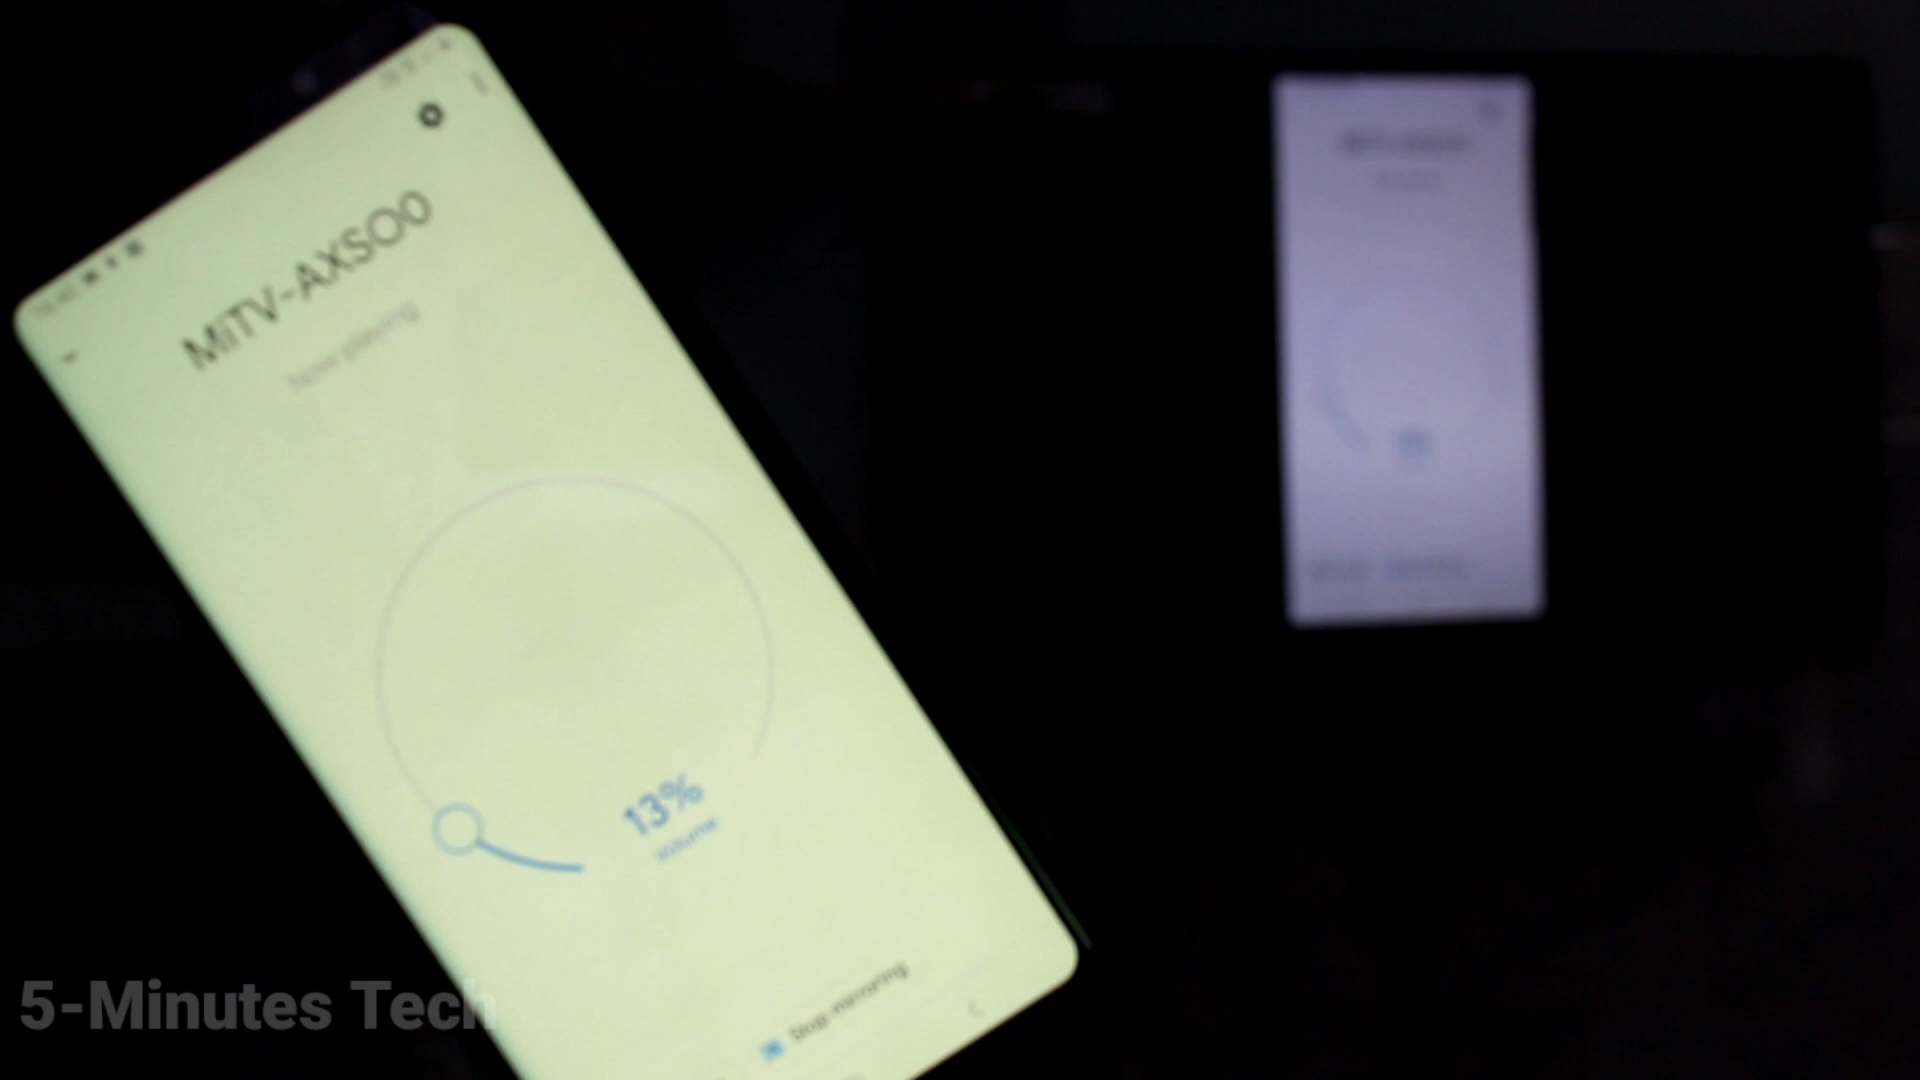 MiTV-AXSO0
Now playing
13%
Volume
Stop mirroring
5-Minutes Tech